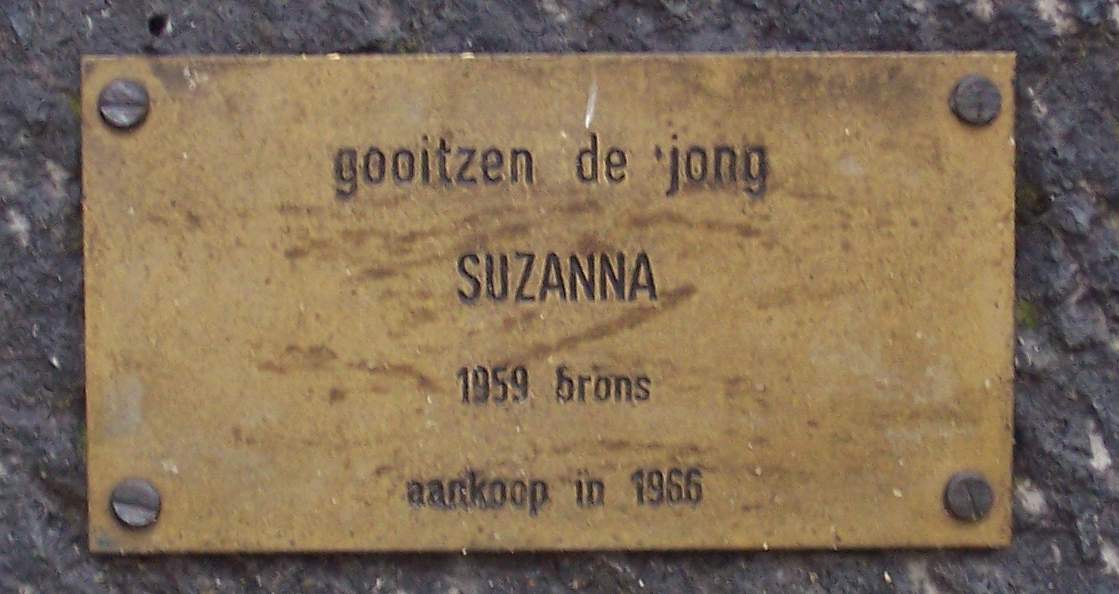 gooitzen de jong
SUZANNA
1959 brons
aankoop in 1966